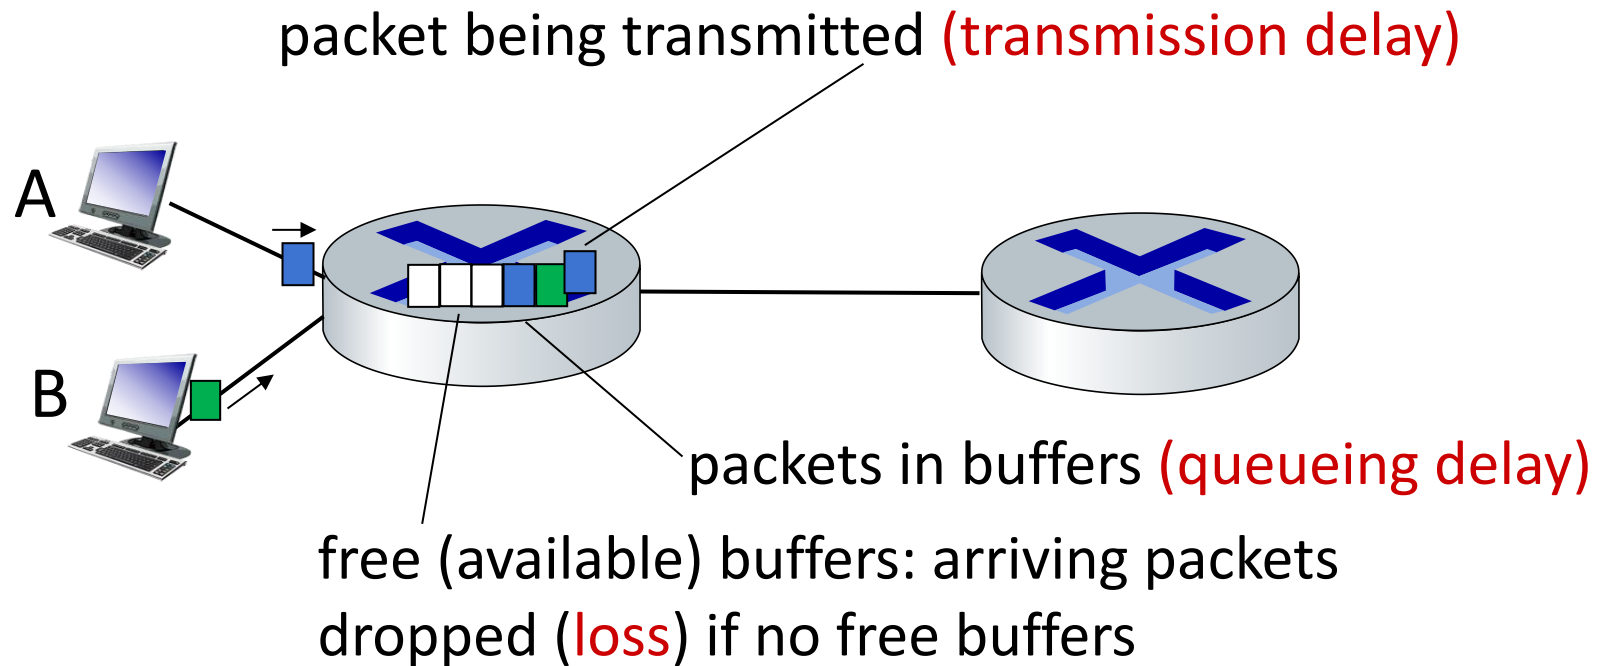 packet being transmitted (transmission delay)
A
B
packets in buffers (queueing delay)
free (available) buffers: arriving packets
dropped (loss) if no free buffers